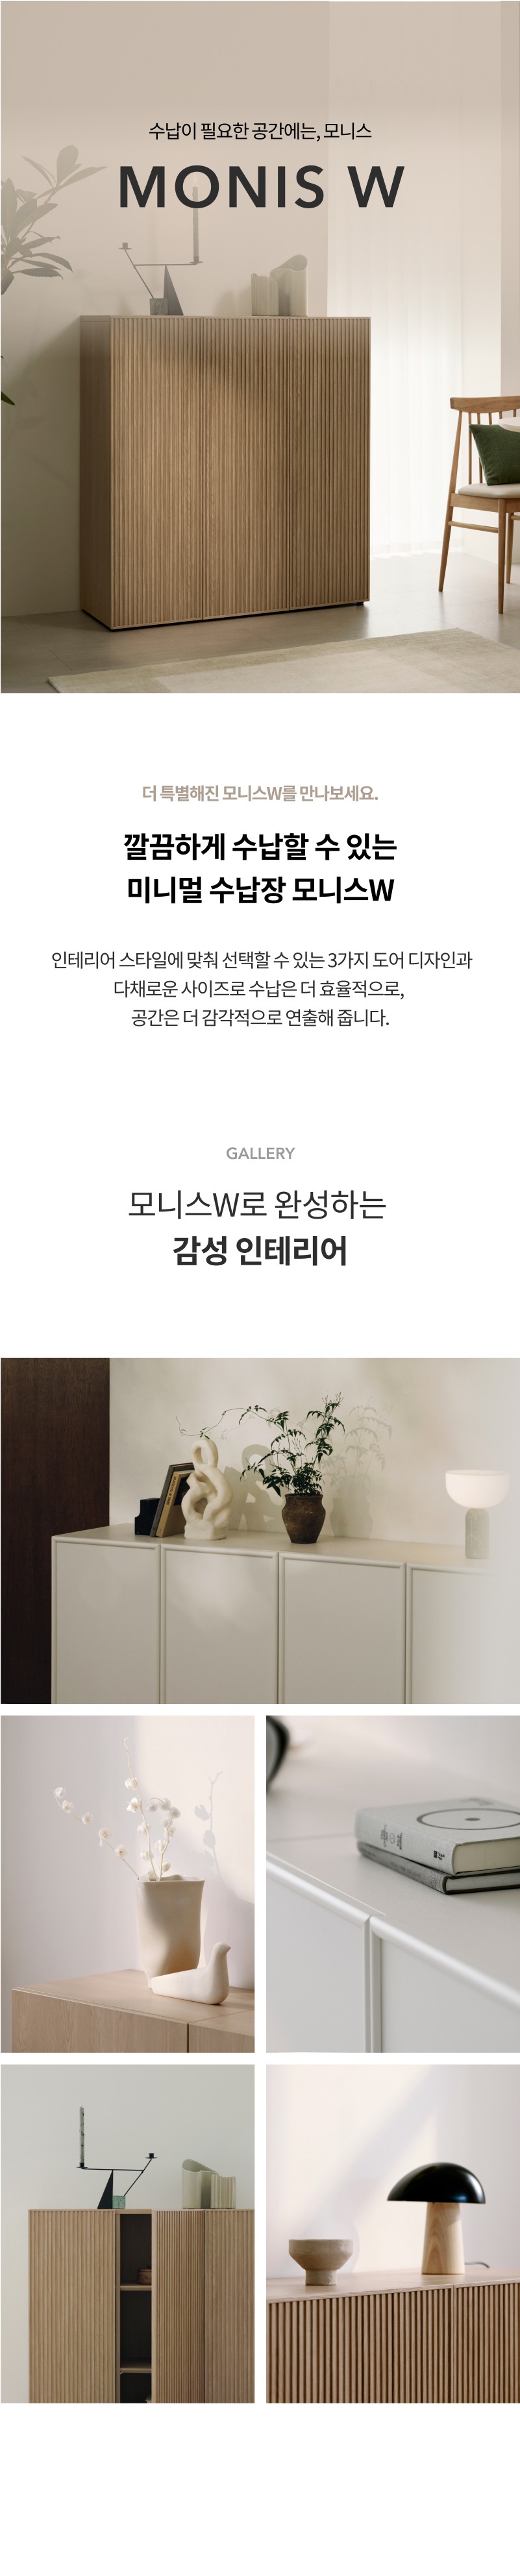 수납이 필요한 공간에는, 모니스
MONIS W
더 특별해진 모니스W를 만나보세요.
깔끔하게 수납할 수 있는
미니멀 수납장 모니스W
인테리어 스타일에 맞춰 선택할 수 있는 3가지 도어 디자인과
다채로운 사이즈로 수납은 더 효율적으로,
공간은 더 감각적으로 연출해 줍니다.
GALLERY
모니스W로 완성하는
감성 인테리어